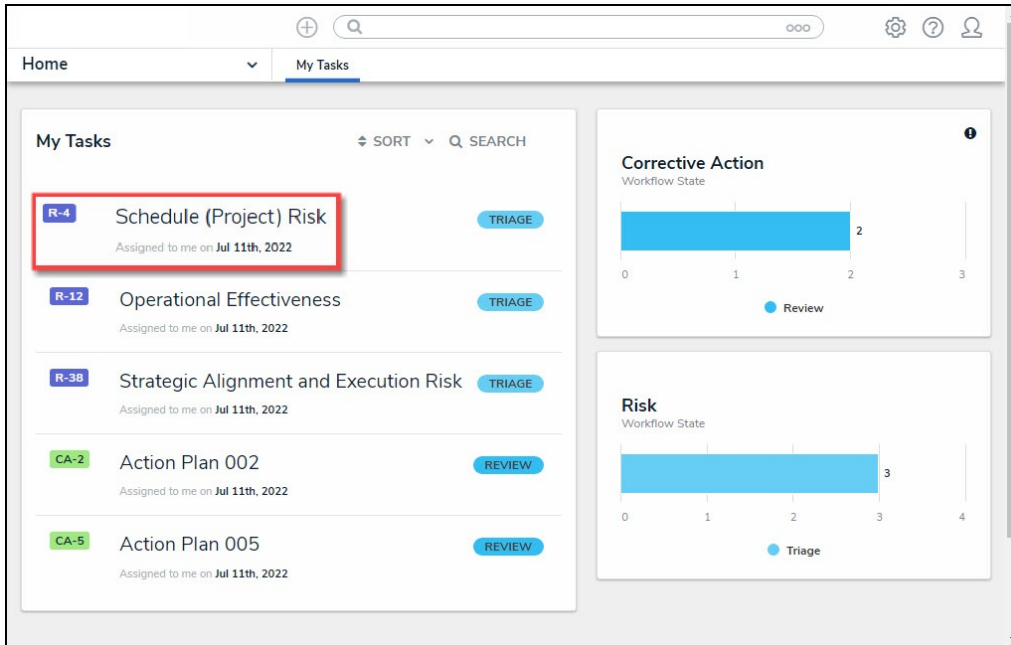 ooo
Home
My Tasks
My Tasks
SORT
SEARCH
R-4
Schedule (Project) Risk
TRIAGE
Assigned to me on Jul 11th, 2022
R-12
Operational Effectiveness
TRIAGE
Assigned to me on Jul 11th, 2022
R-38
Strategic Alignment and Execution Risk
TRIAGE
Assigned to me on Jul 11th, 2022
CA-2
Action Plan 002
REVIEW
Assigned to me on Jul 11th, 2022
CA-5
Action Plan 005
REVIEW
Assigned to me on Jul 11th, 2022
Corrective Action
Workflow State
2
0 1 2 3
Review
Risk
Workflow State
3
0 1 2 3 4
Triage